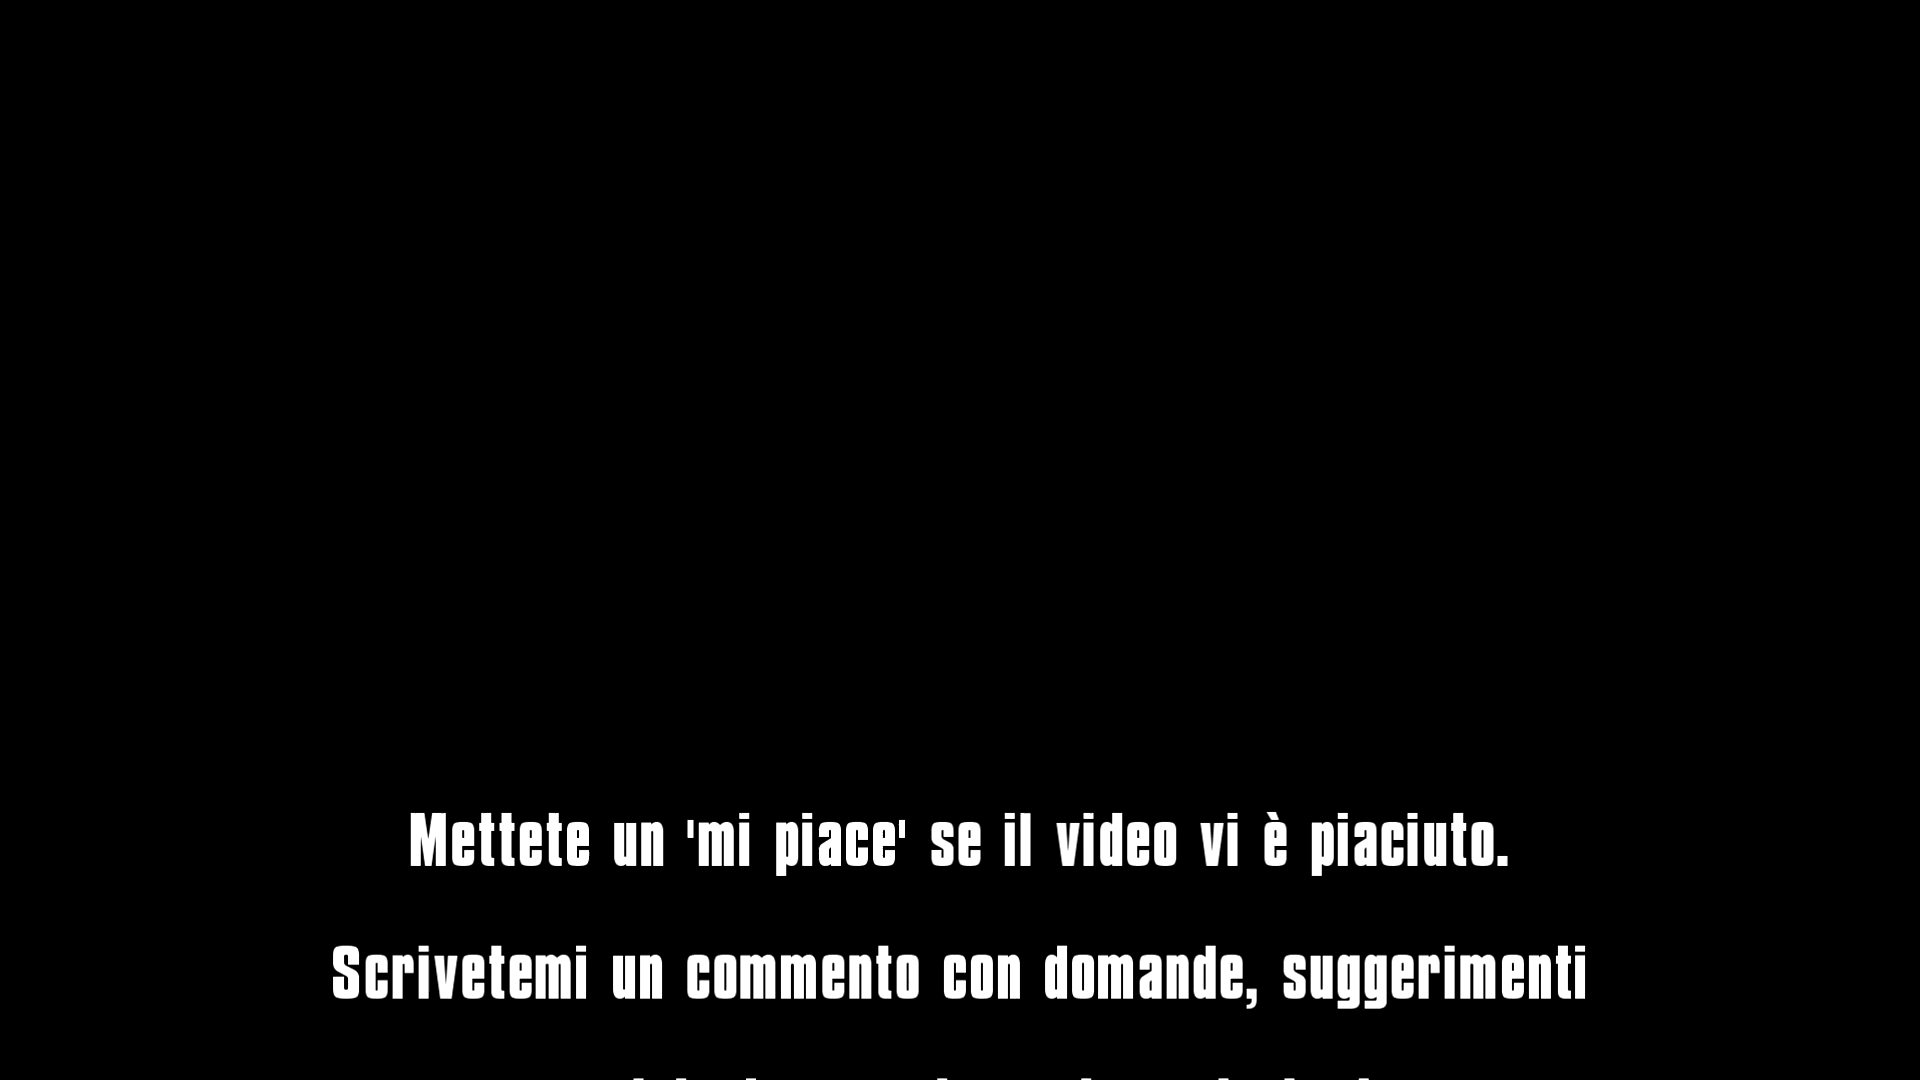 Mettete un 'mi piace' se il video vi è piaciuto.
Scrivetemi un commento con domande, suggerimenti